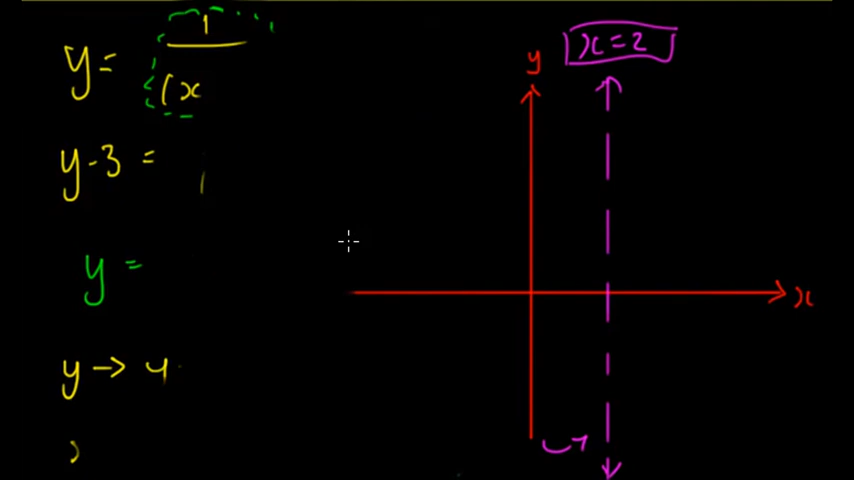 y = 1
(x
y - 3 =
y =
y → 4
x = 2
y
x